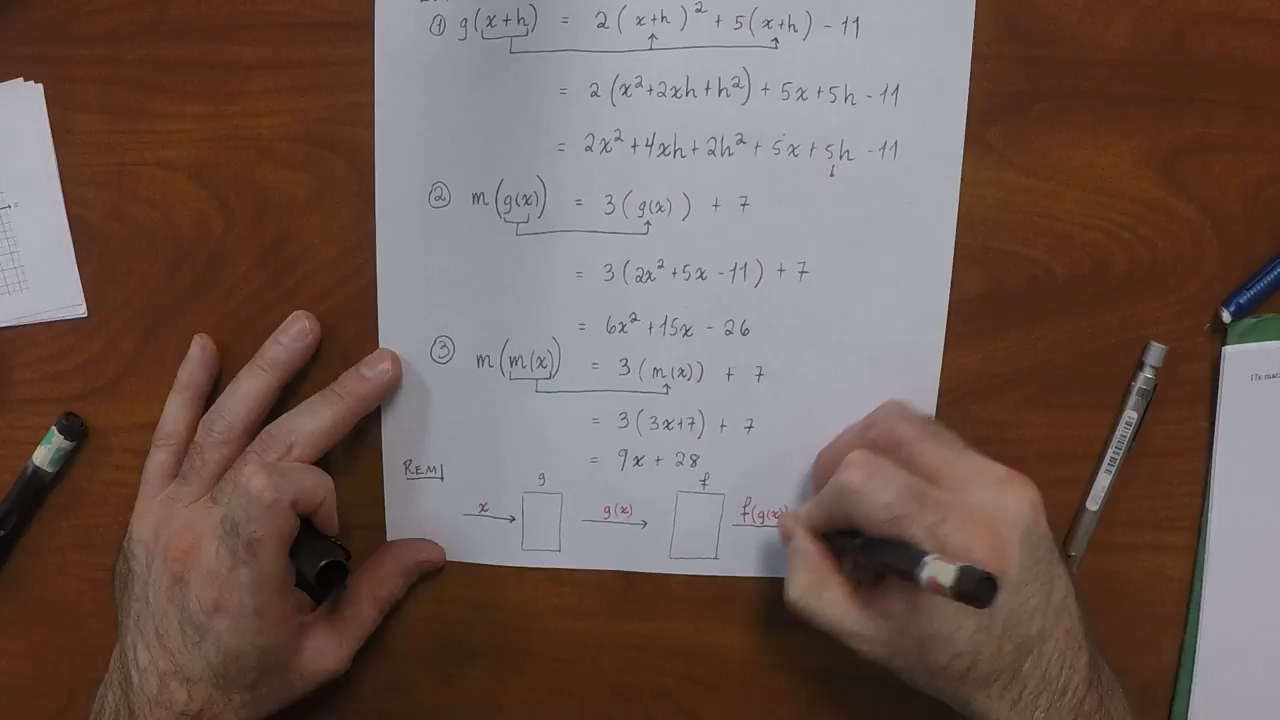 ① g(x+h) = 2(x+h)² + 5(x+h) - 11
= 2(x²+2xh+h²) + 5x+5h - 11
= 2x² + 4xh + 2h² + 5x + 5h - 11
② m(g(x)) = 3(g(x)) + 7
= 3(2x²+5x-11) + 7
= 6x² + 15x - 26
③ m(m(x)) = 3(m(x)) + 7
= 3(3x+7) + 7
= 9x + 28
REM
g f
x g(x) f(g(x))